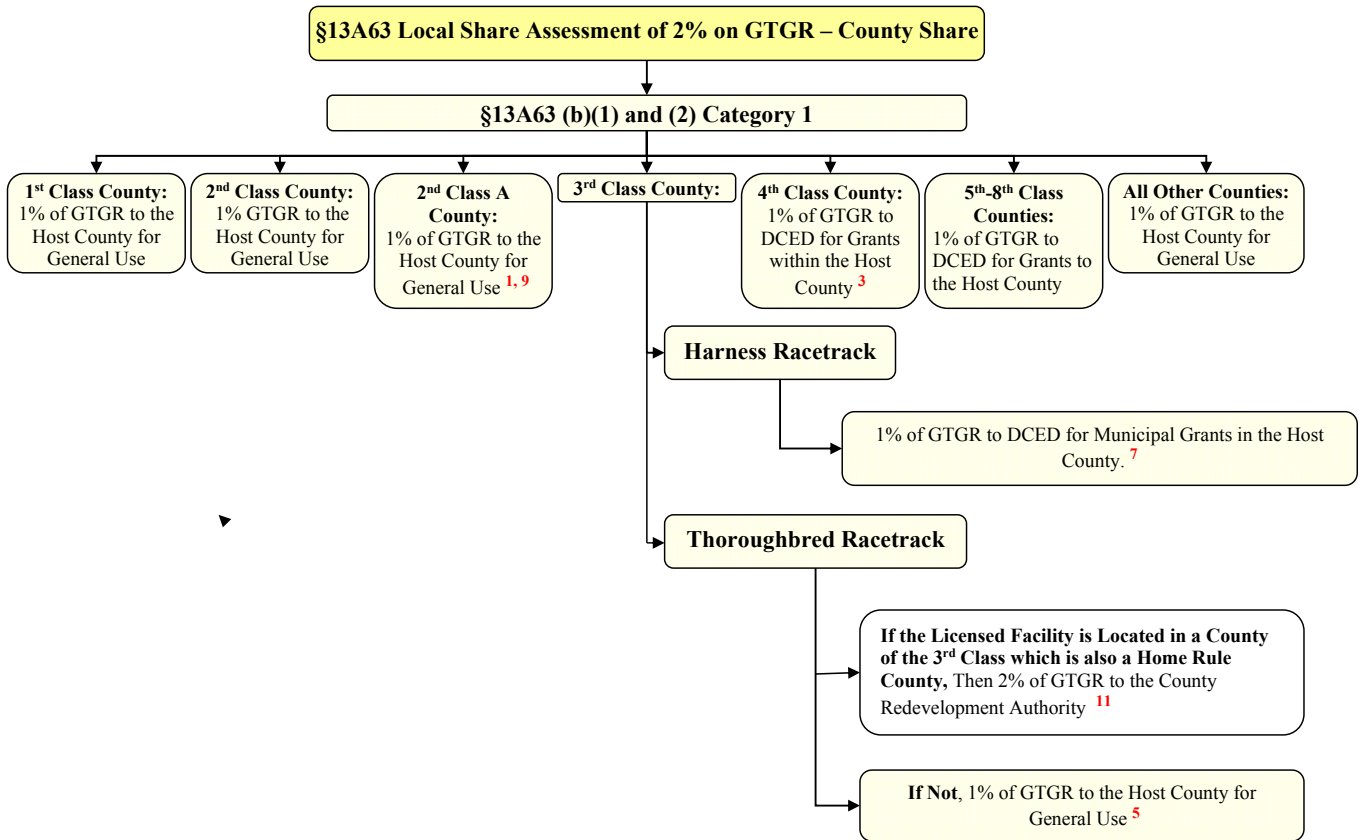 §13A63 Local Share Assessment of 2% on GTGR – County Share
§13A63 (b)(1) and (2) Category 1
1st Class County:
1% of GTGR to the
Host County for
General Use
2nd Class County:
1% GTGR to the
Host County for
General Use
2nd Class A
County:
1% of GTGR to the
Host County for
General Use 1, 9
3rd Class County:
4th Class County:
1% of GTGR to
DCED for Grants
within the Host
County 3
5th-8th Class
Counties:
1% of GTGR to
DCED for Grants to
the Host County
All Other Counties:
1% of GTGR to the
Host County for
General Use
Harness Racetrack
1% of GTGR to DCED for Municipal Grants in the Host
County. 7
Thoroughbred Racetrack
If the Licensed Facility is Located in a County
of the 3rd Class which is also a Home Rule
County, Then 2% of GTGR to the County
Redevelopment Authority 11
If Not, 1% of GTGR to the Host County for
General Use 5